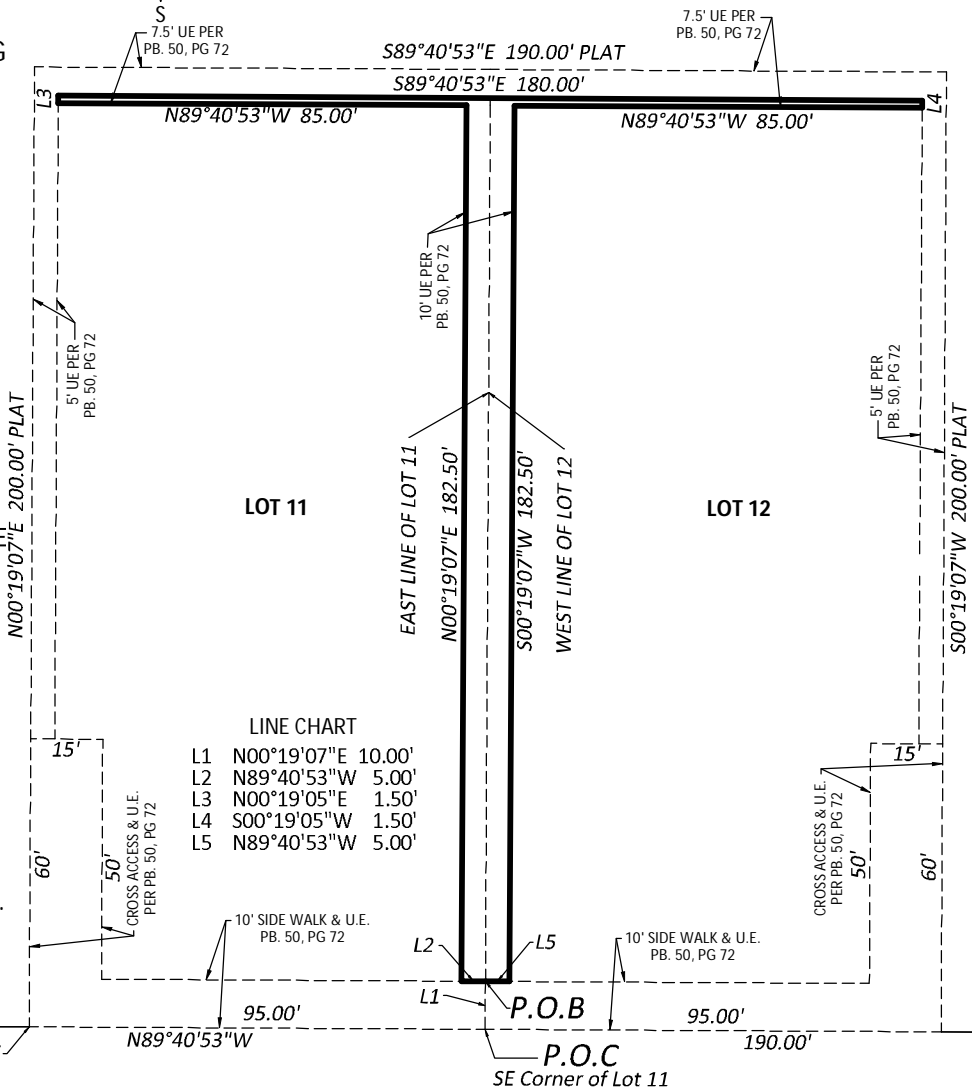 S
G
7.5' UE PER
PB. 50, PG 72
7.5' UE PER
PB. 50, PG 72
S89°40'53"E 190.00' PLAT
S89°40'53"E 180.00'
L3
L4
N89°40'53"W 85.00'
N89°40'53"W 85.00'
10' UE PER
PB. 50, PG 72
5' UE PER
PB. 50, PG 72
5' UE PER
PB. 50, PG 72
N00°19'07"E 200.00' PLAT
S00°19'07"W 200.00' PLAT
EAST LINE OF LOT 11
N00°19'07"E 182.50'
S00°19'07"W 182.50'
WEST LINE OF LOT 12
LOT 11
LOT 12
LINE CHART
L1 N00°19'07"E 10.00'
L2 N89°40'53"W 5.00'
L3 N00°19'05"E 1.50'
L4 S00°19'05"W 1.50'
L5 N89°40'53"W 5.00'
15'
15'
60'
50'
CROSS ACCESS & U.E.
PER PB. 50, PG 72
CROSS ACCESS & U.E.
PER PB. 50, PG 72
50'
60'
10' SIDE WALK & U.E.
PB. 50, PG 72
10' SIDE WALK & U.E.
PB. 50, PG 72
L2
L5
L1
P.O.B
95.00'
95.00'
N89°40'53"W
190.00'
P.O.C
SE Corner of Lot 11